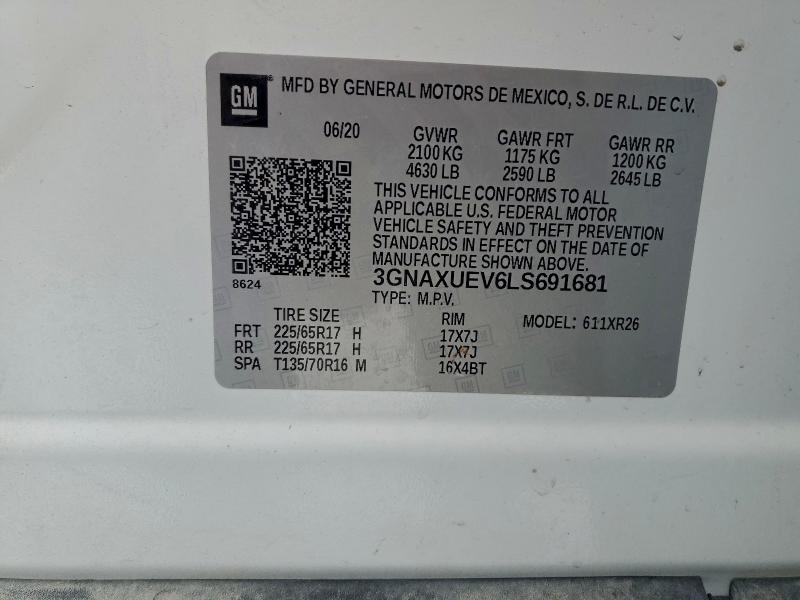 GM
MFD BY GENERAL MOTORS DE MEXICO, S. DE R.L. DE C.V.
06/20 GVWR GAWR FRT GAWR RR
2100 KG 1175 KG 1200 KG
4630 LB 2590 LB 2645 LB
THIS VEHICLE CONFORMS TO ALL
APPLICABLE U.S. FEDERAL MOTOR
VEHICLE SAFETY AND THEFT PREVENTION
STANDARDS IN EFFECT ON THE DATE OF
MANUFACTURE SHOWN ABOVE.
8624 3GNAXUEV6LS691681
TYPE: M.P.V.
TIRE SIZE RIM MODEL: 611XR26
FRT 225/65R17 H 17X7J
RR 225/65R17 H 17X7J
SPA T135/70R16 M 16X4BT